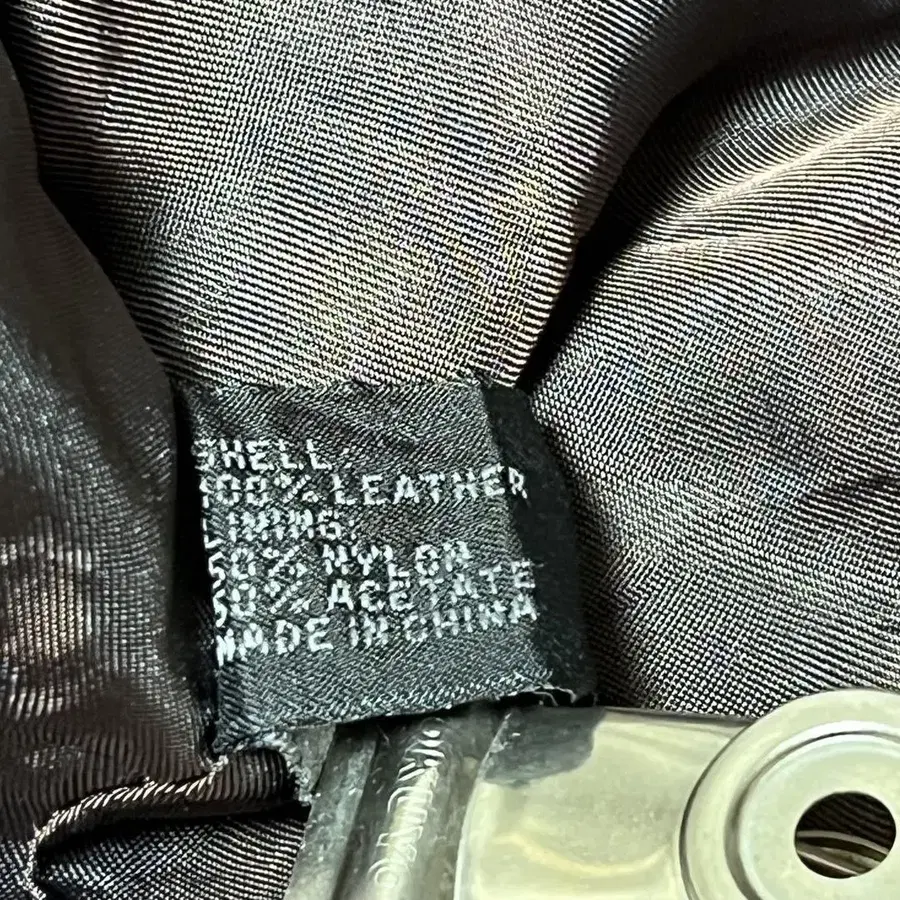 SHELL:
100% LEATHER
LINING:
50% NYLON
50% ACETATE
MADE IN CHINA